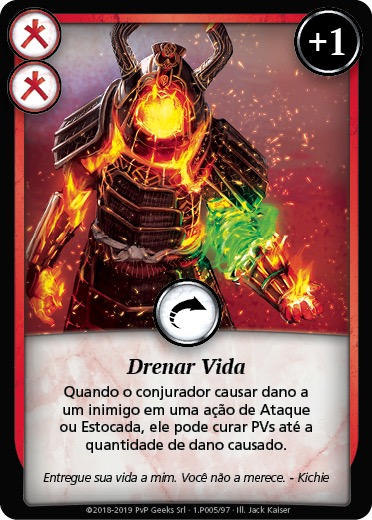 +1
Drenar Vida
Quando o conjurador causar dano a
um inimigo em uma ação de Ataque
ou Estocada, ele pode curar PVs até a
quantidade de dano causado.
Entregue sua vida a mim. Você não a merece. - Kichie
©2018-2019 PvP Geeks Srl · 1.P005/97 · Ill. Jack Kaiser